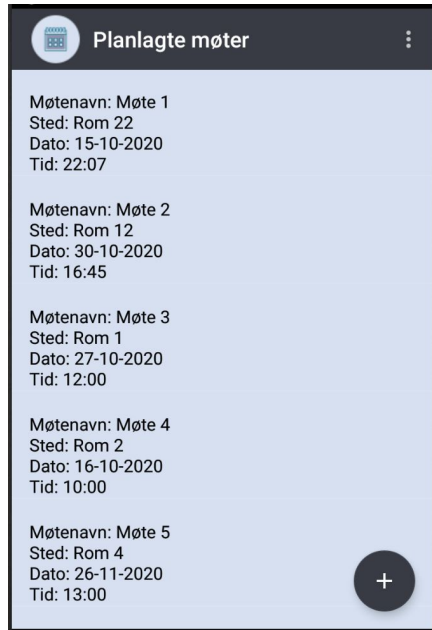 Planlagte møter
Møtenavn: Møte 1
Sted: Rom 22
Dato: 15-10-2020
Tid: 22:07
Møtenavn: Møte 2
Sted: Rom 12
Dato: 30-10-2020
Tid: 16:45
Møtenavn: Møte 3
Sted: Rom 1
Dato: 27-10-2020
Tid: 12:00
Møtenavn: Møte 4
Sted: Rom 2
Dato: 16-10-2020
Tid: 10:00
Møtenavn: Møte 5
Sted: Rom 4
Dato: 26-11-2020
Tid: 13:00
+